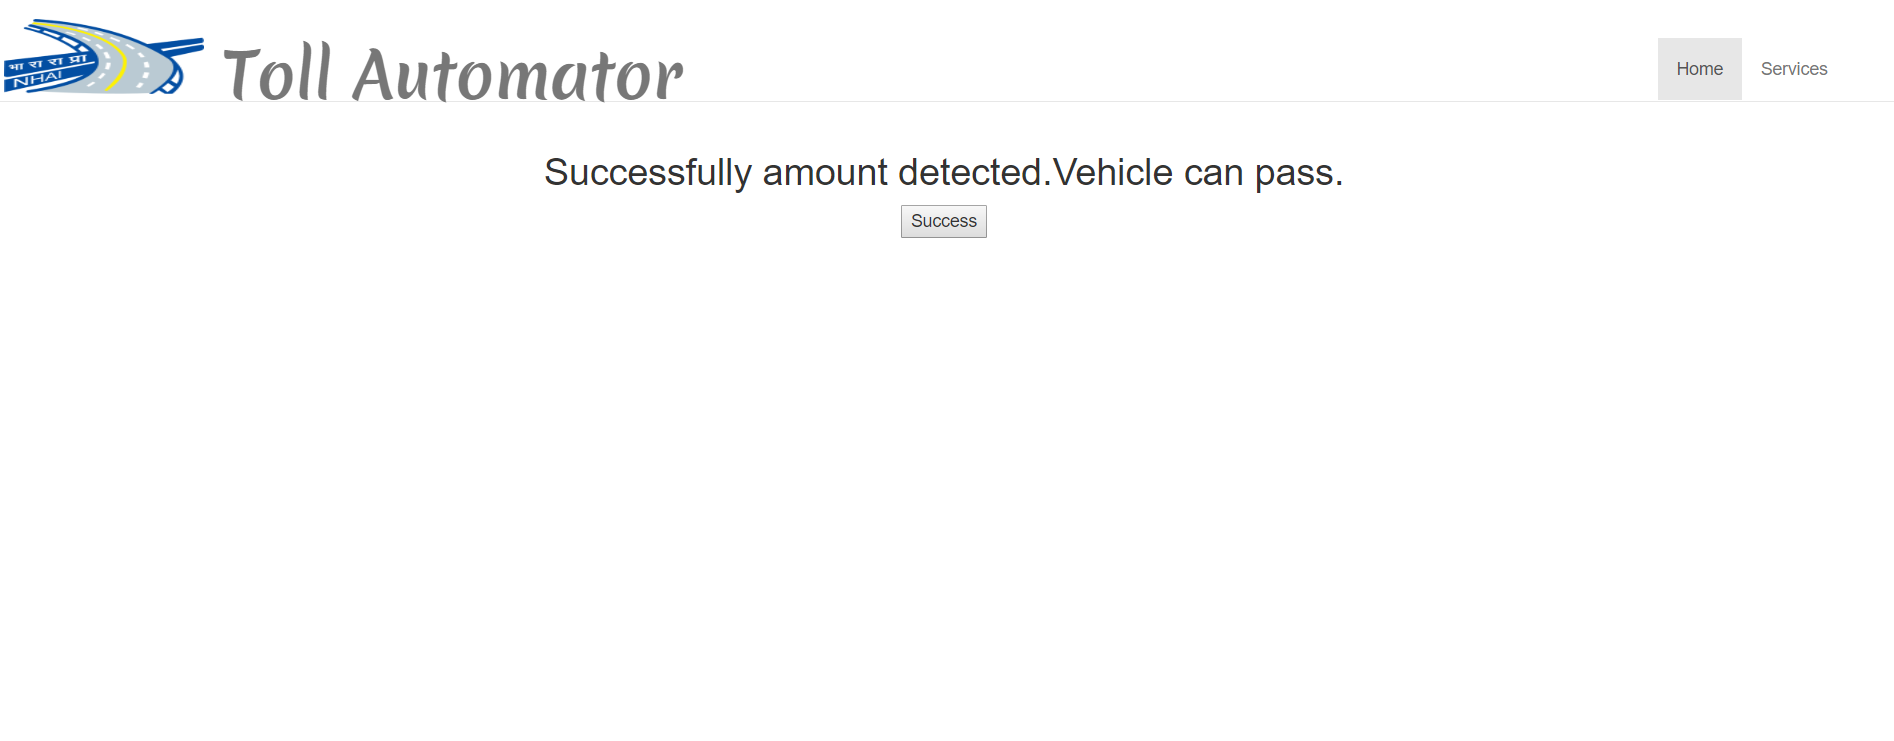 भा रा रा प्रा
NHAI
Toll Automator
Home
Services
Successfully amount detected.Vehicle can pass.
Success